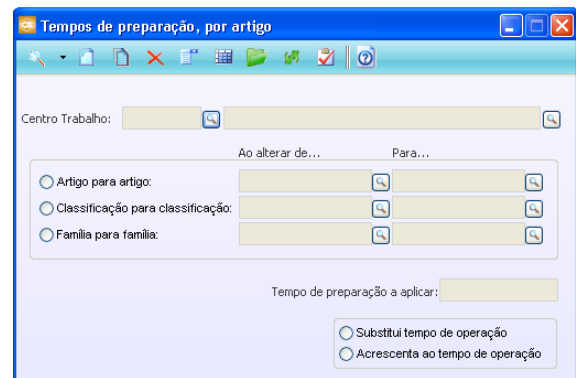 Tempos de preparação, por artigo
Centro Trabalho:
Ao alterar de... Para...
Artigo para artigo:
Classificação para classificação:
Família para família:
Tempo de preparação a aplicar:
Substitui tempo de operação
Acrescenta ao tempo de operação